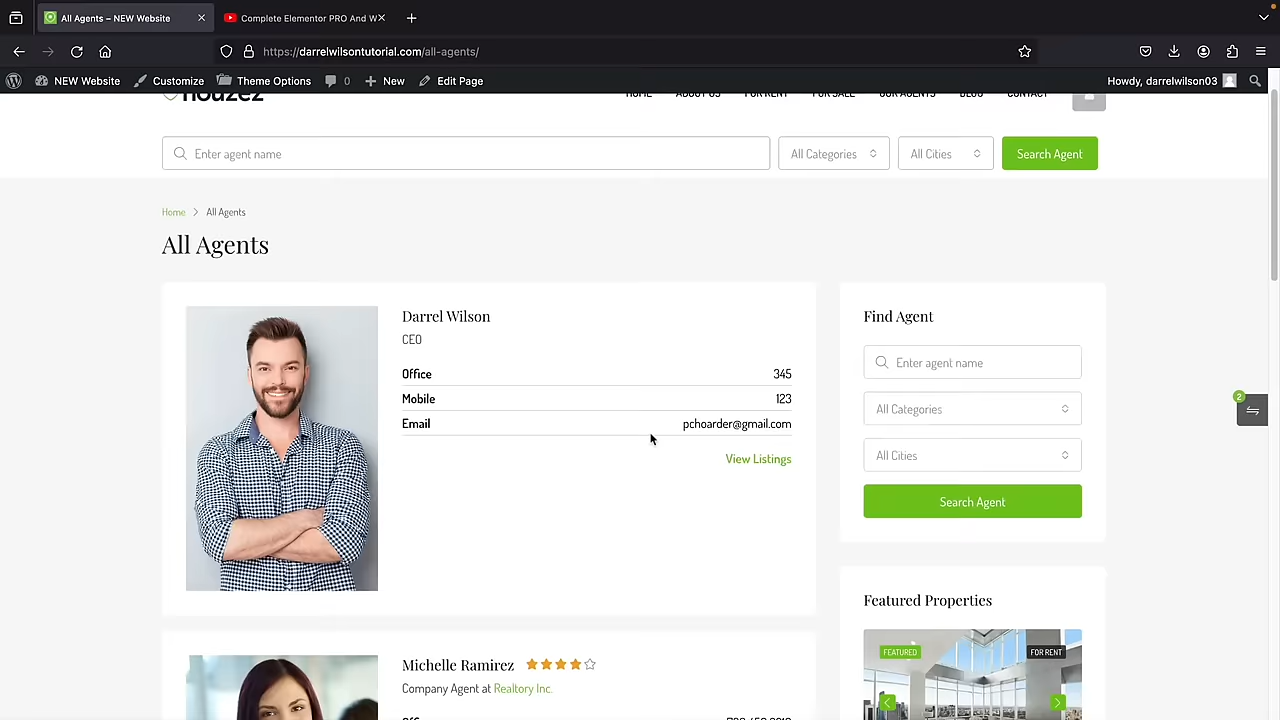 All Agents – NEW Website
Complete Elementor PRO And W
https://darrelwilsontutorial.com/all-agents/
NEW Website
Customize
Theme Options
0
New
Edit Page
Howdy, darrelwilson03
houzez
HOME
ABOUT US
FOR RENT
FOR SALE
OUR AGENTS
BLOG
CONTACT
Enter agent name
All Categories
All Cities
Search Agent
Home
All Agents
All Agents
Darrel Wilson
CEO
Office 345
Mobile 123
Email pchoarder@gmail.com
View Listings
Find Agent
Enter agent name
All Categories
All Cities
Search Agent
2
Featured Properties
FEATURED
FOR RENT
Michelle Ramirez
Company Agent at Realtory Inc.